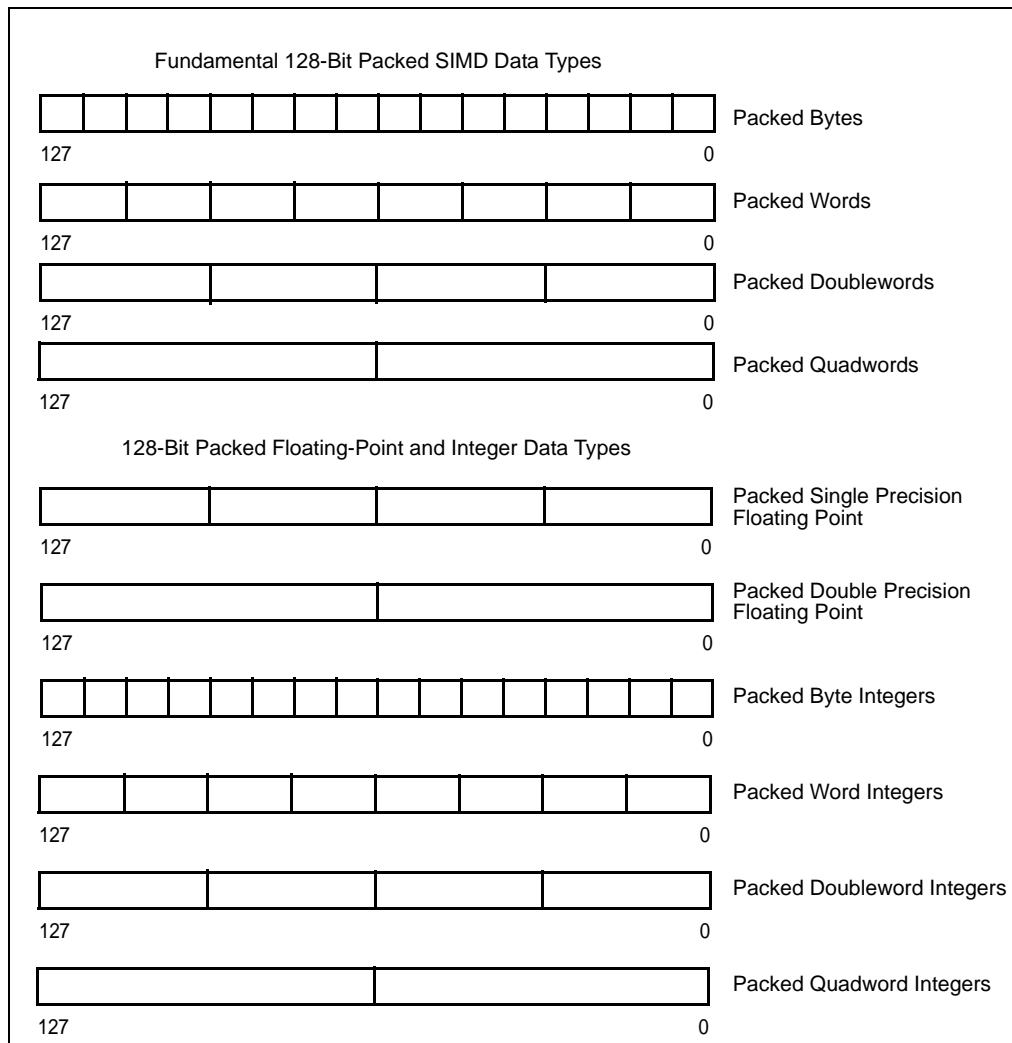 Fundamental 128-Bit Packed SIMD Data Types
Packed Bytes
127 0
Packed Words
127 0
Packed Doublewords
127 0
Packed Quadwords
127 0
128-Bit Packed Floating-Point and Integer Data Types
Packed Single Precision
Floating Point
127 0
Packed Double Precision
Floating Point
127 0
Packed Byte Integers
127 0
Packed Word Integers
127 0
Packed Doubleword Integers
127 0
Packed Quadword Integers
127 0